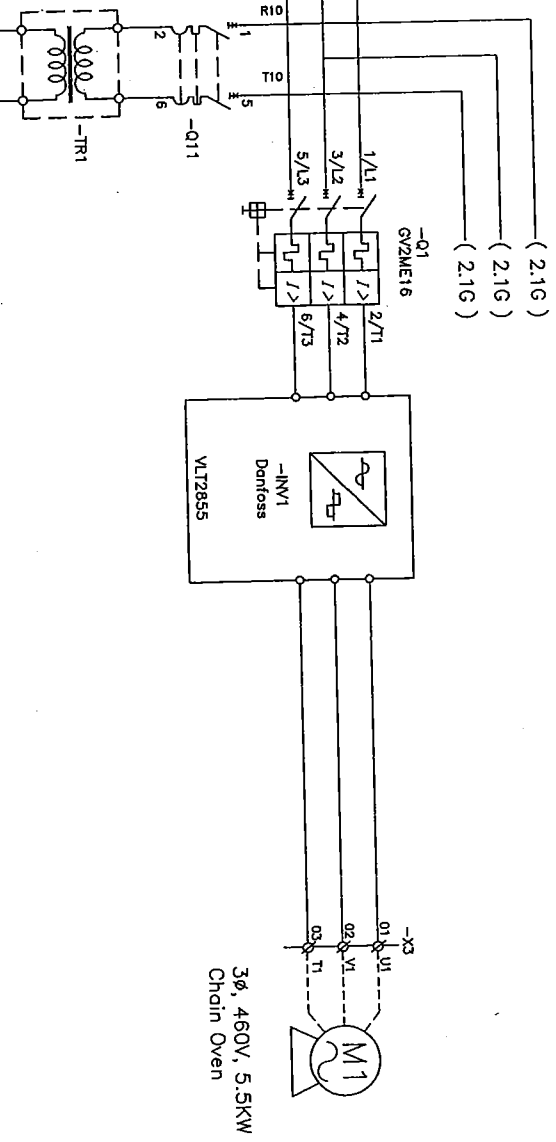 R10
T10
( 2.1G )
( 2.1G )
( 2.1G )
2
1
6
5
-Q11
-TR1
1/L1
3/L2
5/L3
-Q1
GV2ME16
I >
I >
I >
2/T1
4/T2
6/T3
-INV1
Danfoss
VLT2855
-X3
01
U1
02
V1
03
T1
M1
3ø, 460V, 5.5KW
Chain Oven